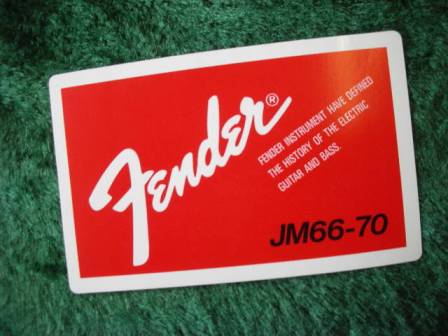 Fender®
FENDER INSTRUMENT HAVE DEFINED
THE HISTORY OF THE ELECTRIC
GUITAR AND BASS.
JM66-70